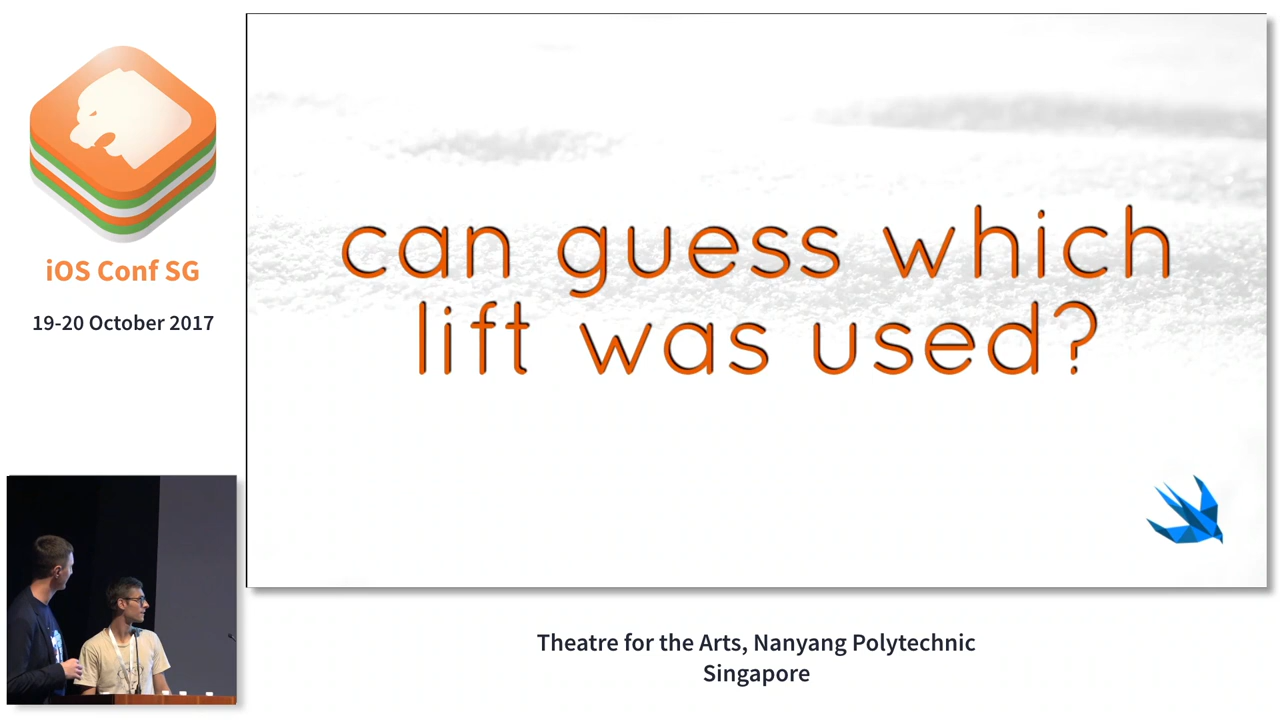 iOS Conf SG
19-20 October 2017
can guess which
lift was used?
Theatre for the Arts, Nanyang Polytechnic
Singapore